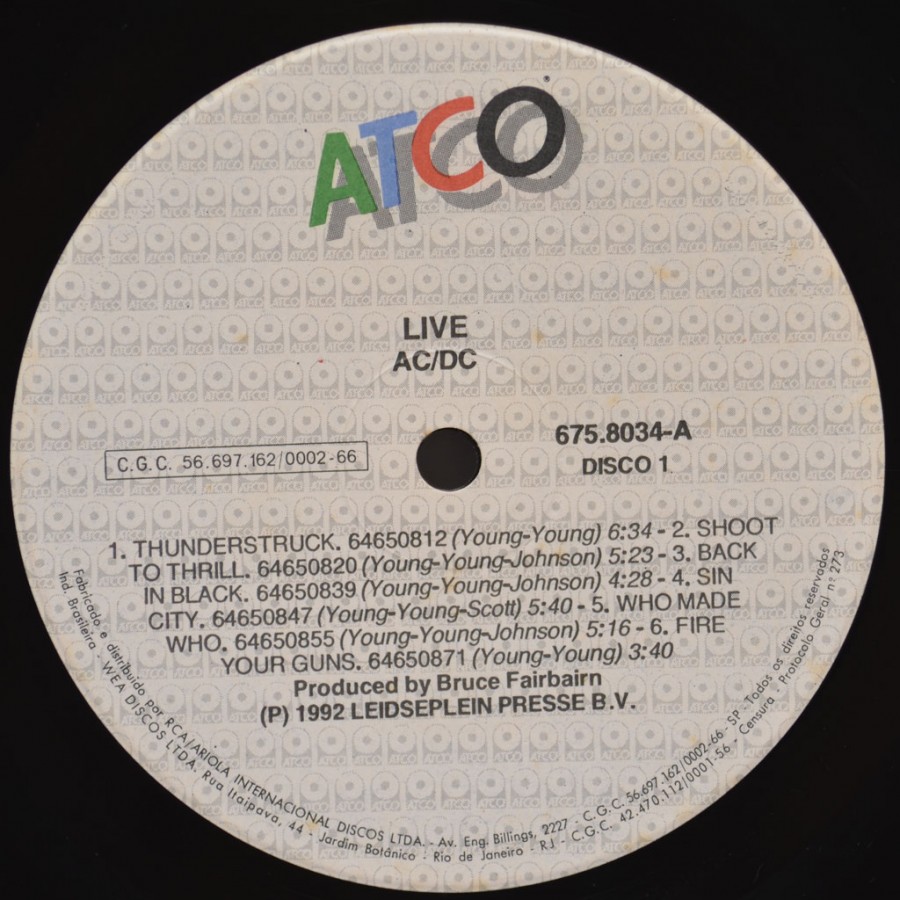 ATCO
LIVE
AC/DC
C.G.C. 56.697.162/0002-66
675.8034-A
DISCO 1
1. THUNDERSTRUCK. 64650812 (Young-Young) 6:34 - 2. SHOOT
TO THRILL. 64650820 (Young-Young-Johnson) 5:23 - 3. BACK
IN BLACK. 64650839 (Young-Young-Johnson) 4:28 - 4. SIN
CITY. 64650847 (Young-Young-Scott) 5:40 - 5. WHO MADE
WHO. 64650855 (Young-Young-Johnson) 5:16 - 6. FIRE
YOUR GUNS. 64650871 (Young-Young) 3:40
Produced by Bruce Fairbairn
(P) 1992 LEIDSEPLEIN PRESSE B.V.
Fabricado e distribuído por RCA/ARIOLA INTERNACIONAL DISCOS LTDA. - Av. Eng. Billings, 2227 - C.G.C. 56.697.162/0002-66 - SP - Todos os direitos reservados
Ind. Brasileira - WEA DISCOS LTDA. Rua Itaipava, 44 - Jardim Botânico - Rio de Janeiro - RJ - C.G.C. 42.470.112/0001-56 - Censura - Protocolo Geral nº 273